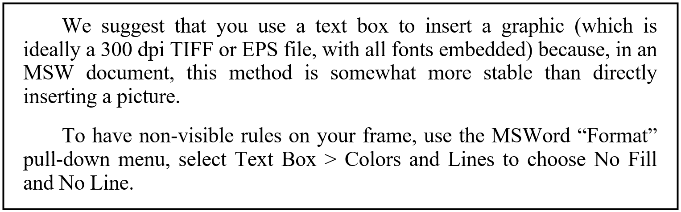 We suggest that you use a text box to insert a graphic (which is
ideally a 300 dpi TIFF or EPS file, with all fonts embedded) because, in an
MSW document, this method is somewhat more stable than directly
inserting a picture.
To have non-visible rules on your frame, use the MSWord “Format”
pull-down menu, select Text Box > Colors and Lines to choose No Fill
and No Line.